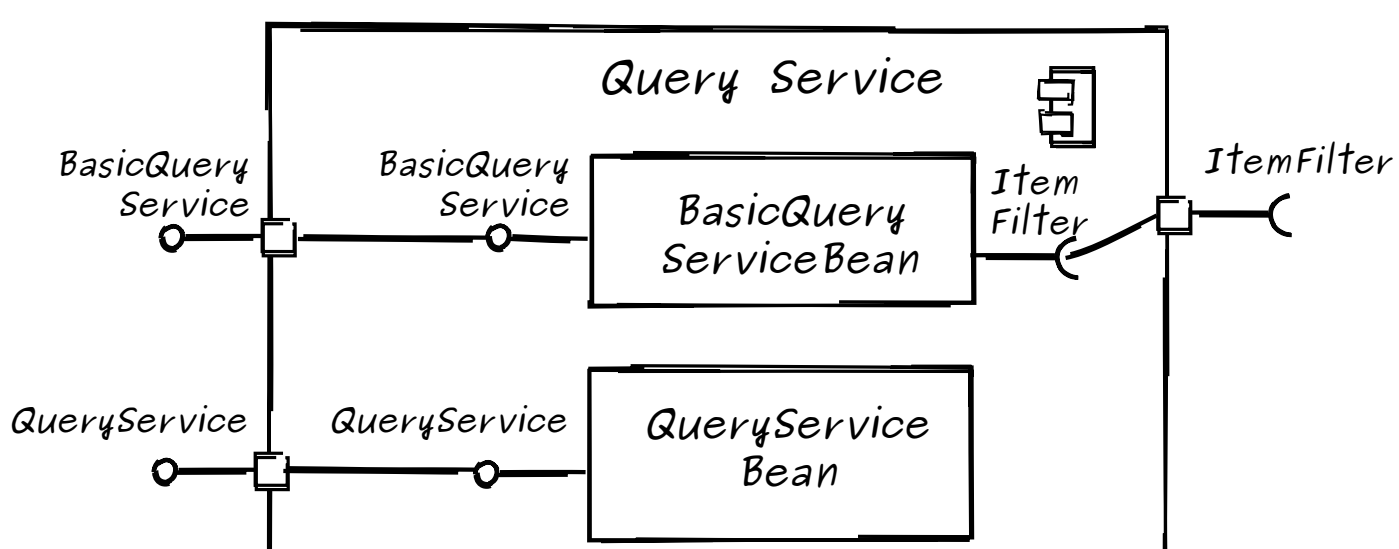 Query Service
BasicQuery
Service
BasicQuery
Service
BasicQuery
ServiceBean
Item
Filter
ItemFilter
QueryService
QueryService
QueryService
Bean